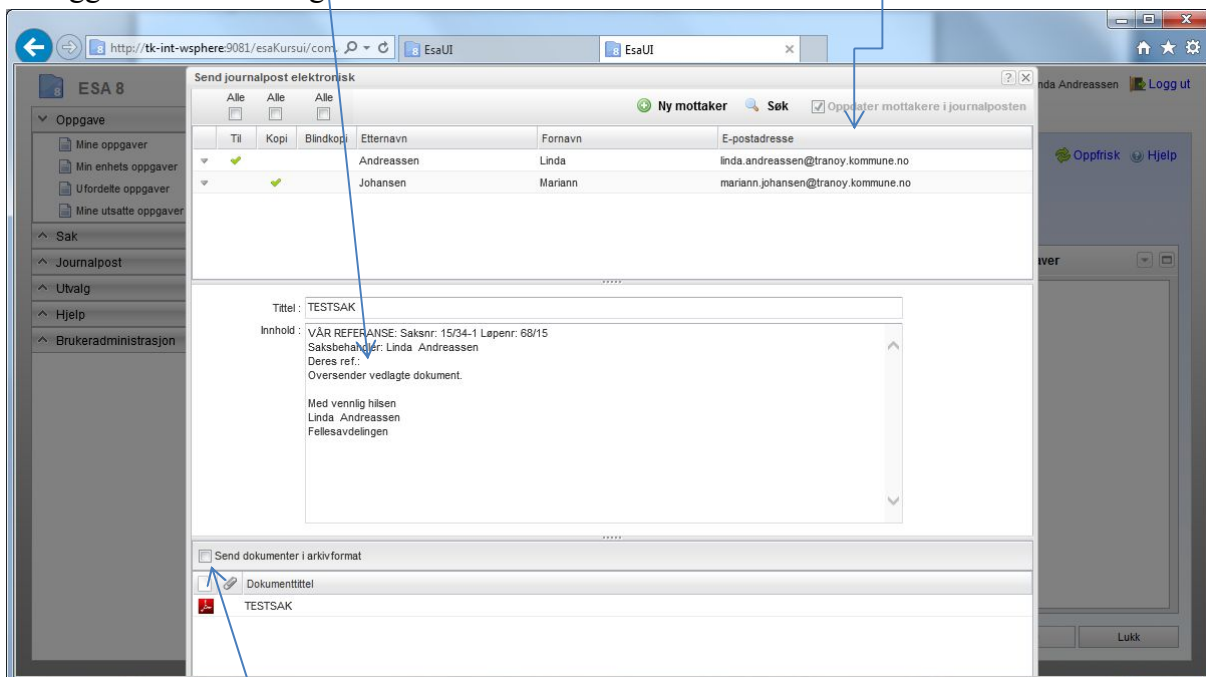 http://tk-int-wsphere:9081/esaKursui/com. EsaUI EsaUI
ESA 8
nda Andreassen Logg ut
Oppgave
Mine oppgaver
Min enhets oppgaver
Ufordelte oppgaver
Mine utsatte oppgaver
Sak
Journalpost
Utvalg
Hjelp
Brukeradministrasjon
Oppfrisk Hjelp
Send journalpost elektronisk
Alle Alle Alle
Ny mottaker Søk Oppdater mottakere i journalposten
Til Kopi Blindkopi Etternavn Fornavn E-postadresse
Andreassen Linda linda.andreassen@tranoy.kommune.no
Johansen Mariann mariann.johansen@tranoy.kommune.no
Tittel : TESTSAK
Innhold : VÅR REFERANSE: Saksnr: 15/34-1 Løpenr: 68/15
Saksbehandler: Linda Andreassen
Deres ref.:
Oversender vedlagte dokument.
Med vennlig hilsen
Linda Andreassen
Fellesavdelingen
Send dokumenter i arkivformat
Dokumenttittel
TESTSAK
Lukk